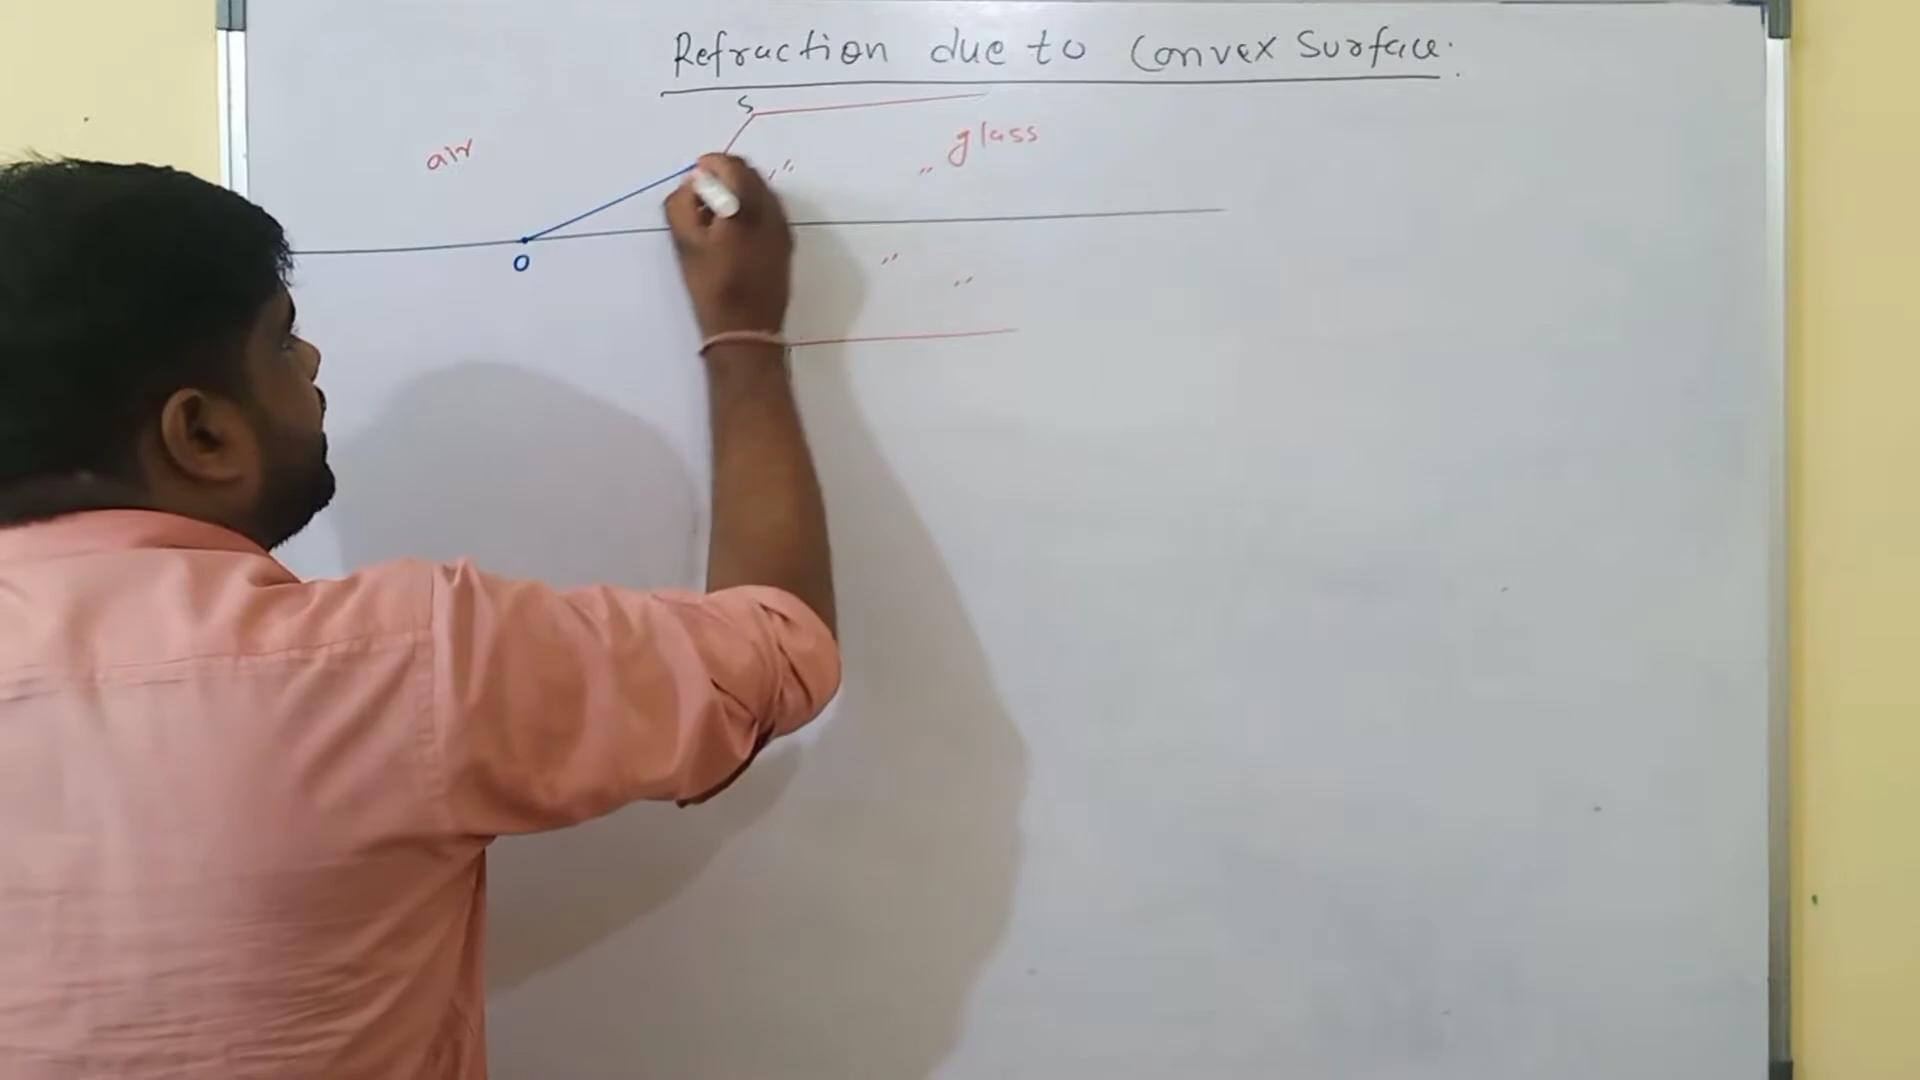 Refraction due to Convex Surface.
S
air
glass
O